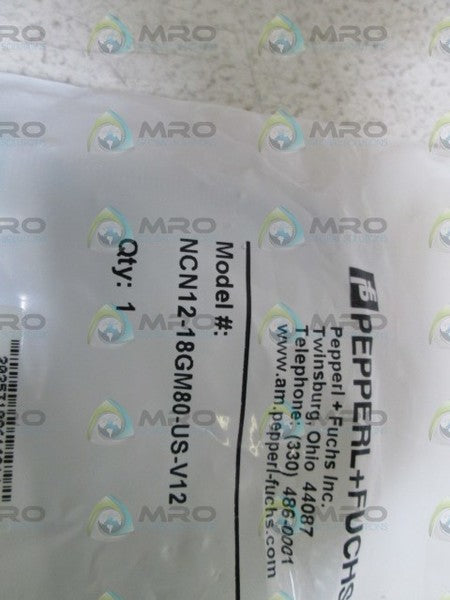 PEPPERL+FUCHS
Pepperl+Fuchs Inc.
Twinsburg, Ohio 44087
Telephone: (330) 486-0001
www.am.pepperl-fuchs.com
Model #:
NCN12-18GM80-US-V12
Qty: 1
MRO